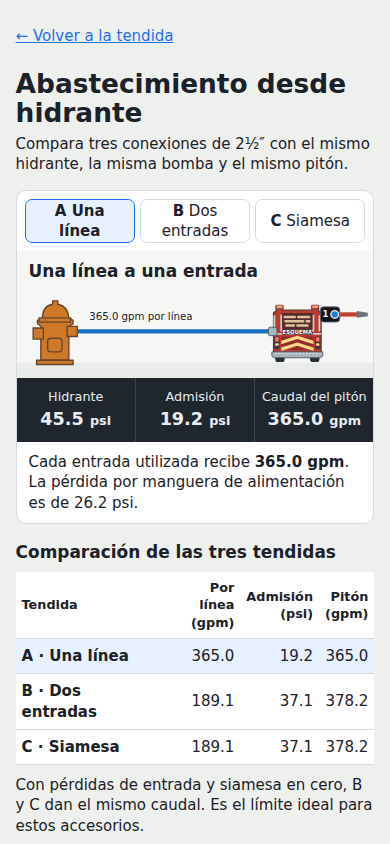 ← Volver a la tendida
Abastecimiento desde
hidrante
Compara tres conexiones de 2½″ con el mismo
hidrante, la misma bomba y el mismo pitón.
A Una
línea
B Dos
entradas
C Siamesa
Una línea a una entrada
365.0 gpm por línea
1
ESQUEMA
Hidrante
45.5 psi
Admisión
19.2 psi
Caudal del pitón
365.0 gpm
Cada entrada utilizada recibe 365.0 gpm.
La pérdida por manguera de alimentación
es de 26.2 psi.
Comparación de las tres tendidas
Tendida
Por
línea
(gpm)
Admisión
(psi)
Pitón
(gpm)
A · Una línea 365.0 19.2 365.0
B · Dos
entradas
189.1 37.1 378.2
C · Siamesa 189.1 37.1 378.2
Con pérdidas de entrada y siamesa en cero, B
y C dan el mismo caudal. Es el límite ideal para
estos accesorios.